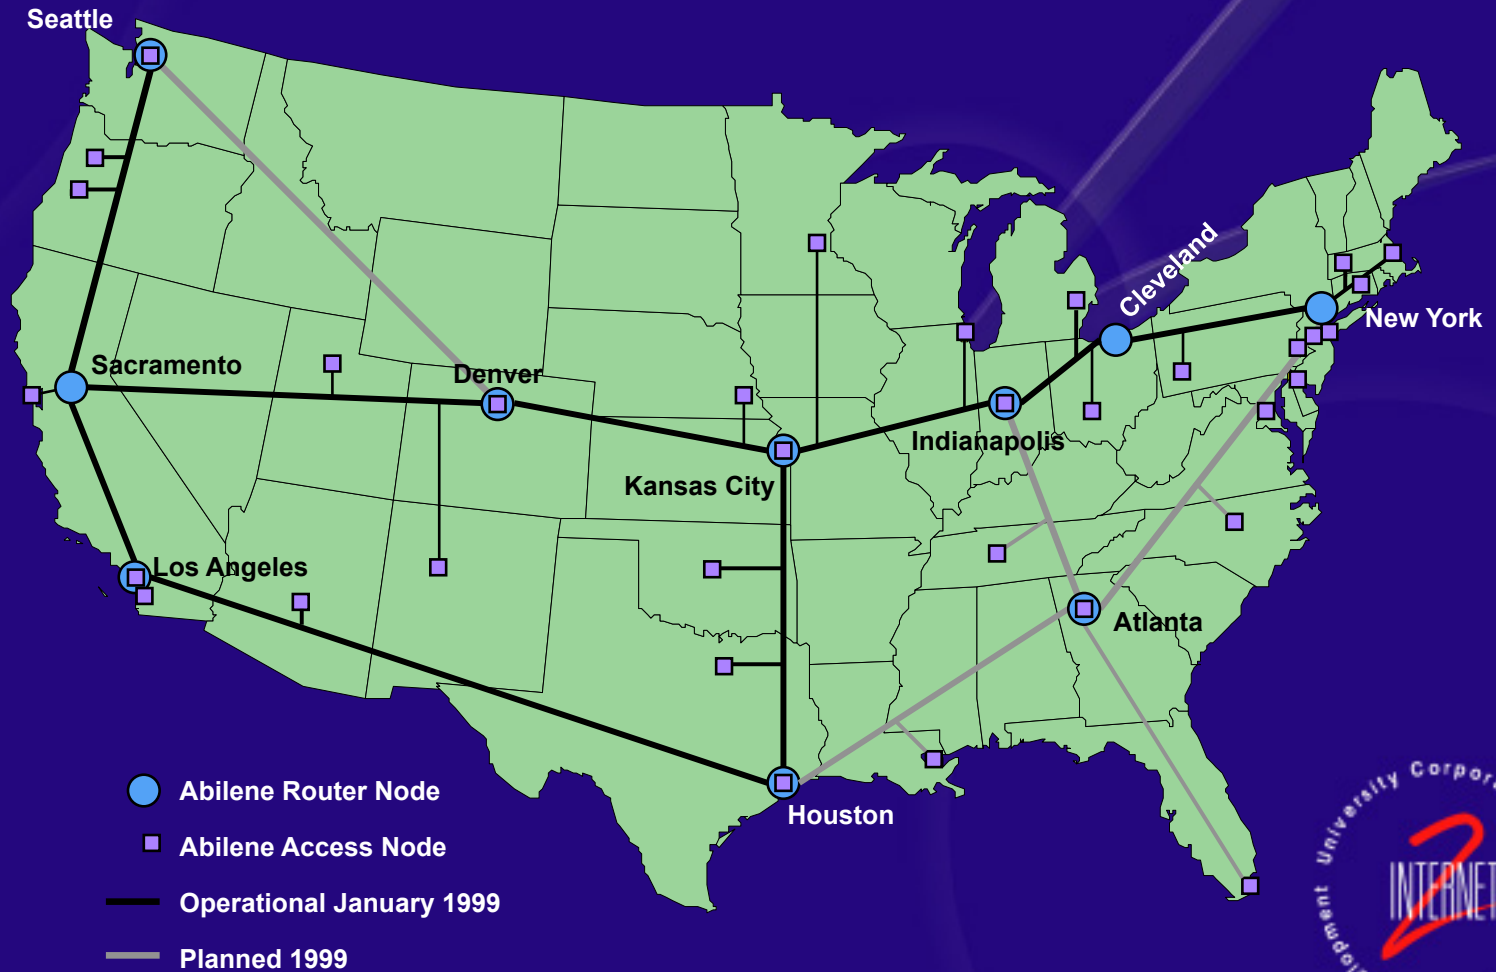 Seattle
Cleveland
New York
Sacramento
Denver
Indianapolis
Kansas City
Los Angeles
Atlanta
Houston
Abilene Router Node
Abilene Access Node
Operational January 1999
Planned 1999
University
INTERNET
2